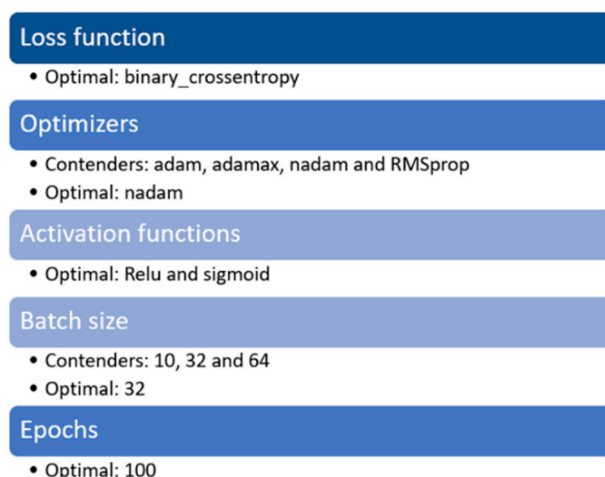 Loss function
• Optimal: binary_crossentropy
Optimizers
• Contenders: adam, adamax, nadam and RMSprop
• Optimal: nadam
Activation functions
• Optimal: Relu and sigmoid
Batch size
• Contenders: 10, 32 and 64
• Optimal: 32
Epochs
• Optimal: 100